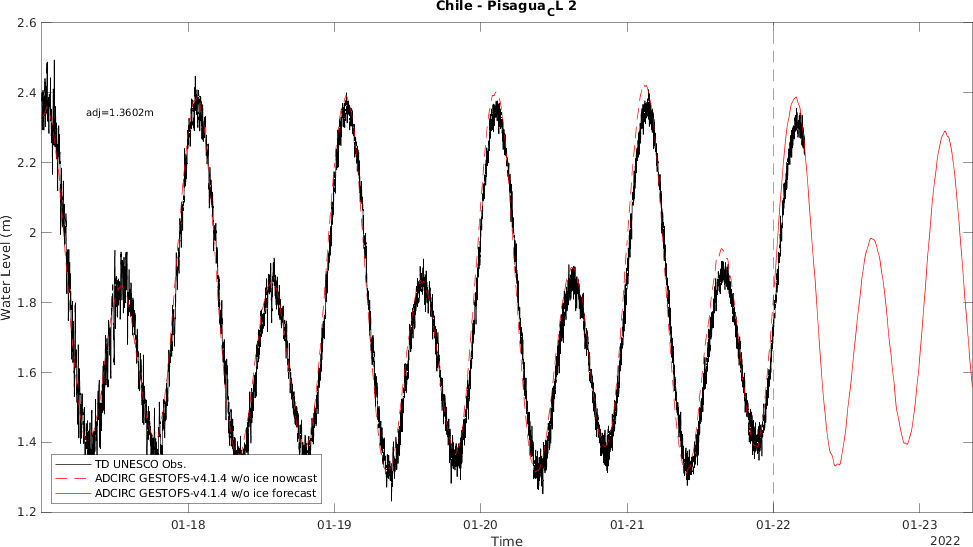 Chile - Pisagua_CL 2
2.6
2.4
2.2
2
1.8
1.6
1.4
1.2
Water Level (m)
adj=1.3602m
TD UNESCO Obs.
ADCIRC GESTOFS-v4.1.4 w/o ice nowcast
ADCIRC GESTOFS-v4.1.4 w/o ice forecast
01-18
01-19
01-20
01-21
01-22
01-23
Time
2022